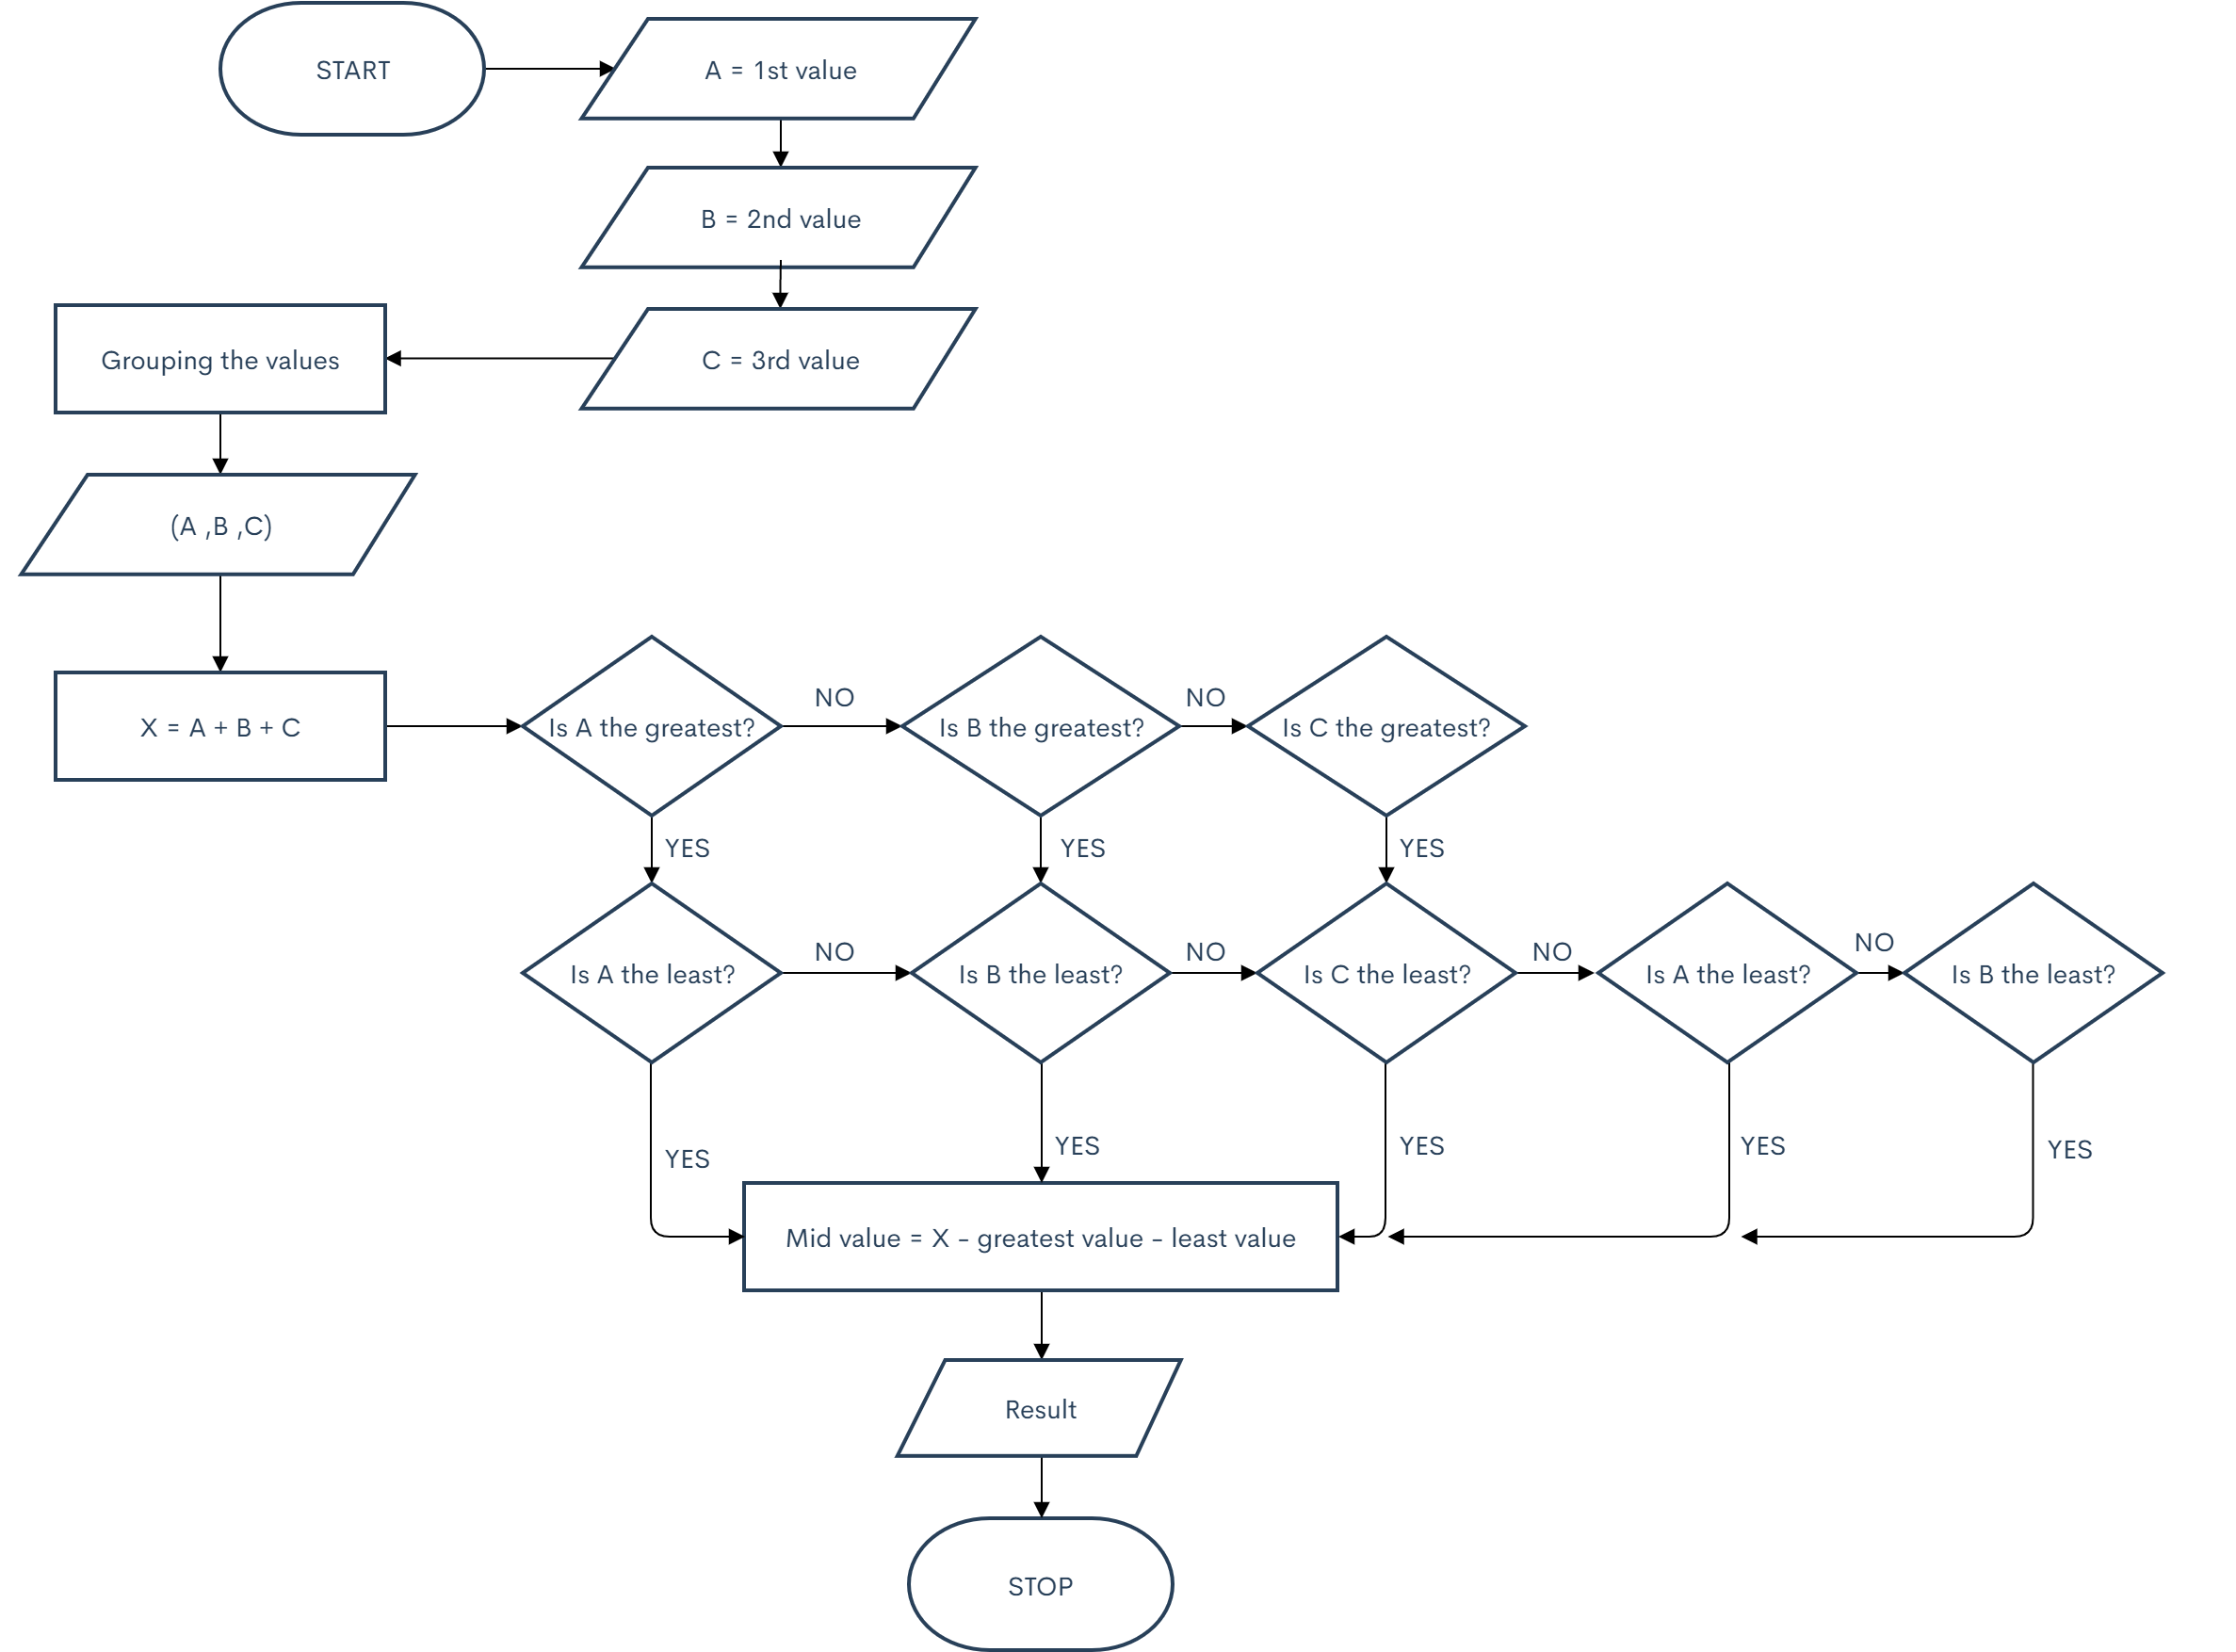 START
A = 1st value
B = 2nd value
C = 3rd value
Grouping the values
(A ,B ,C)
X = A + B + C
Is A the greatest?
NO
Is B the greatest?
NO
Is C the greatest?
YES
YES
YES
Is A the least?
NO
Is B the least?
NO
Is C the least?
NO
Is A the least?
NO
Is B the least?
YES
YES
YES
YES
YES
Mid value = X - greatest value - least value
Result
STOP